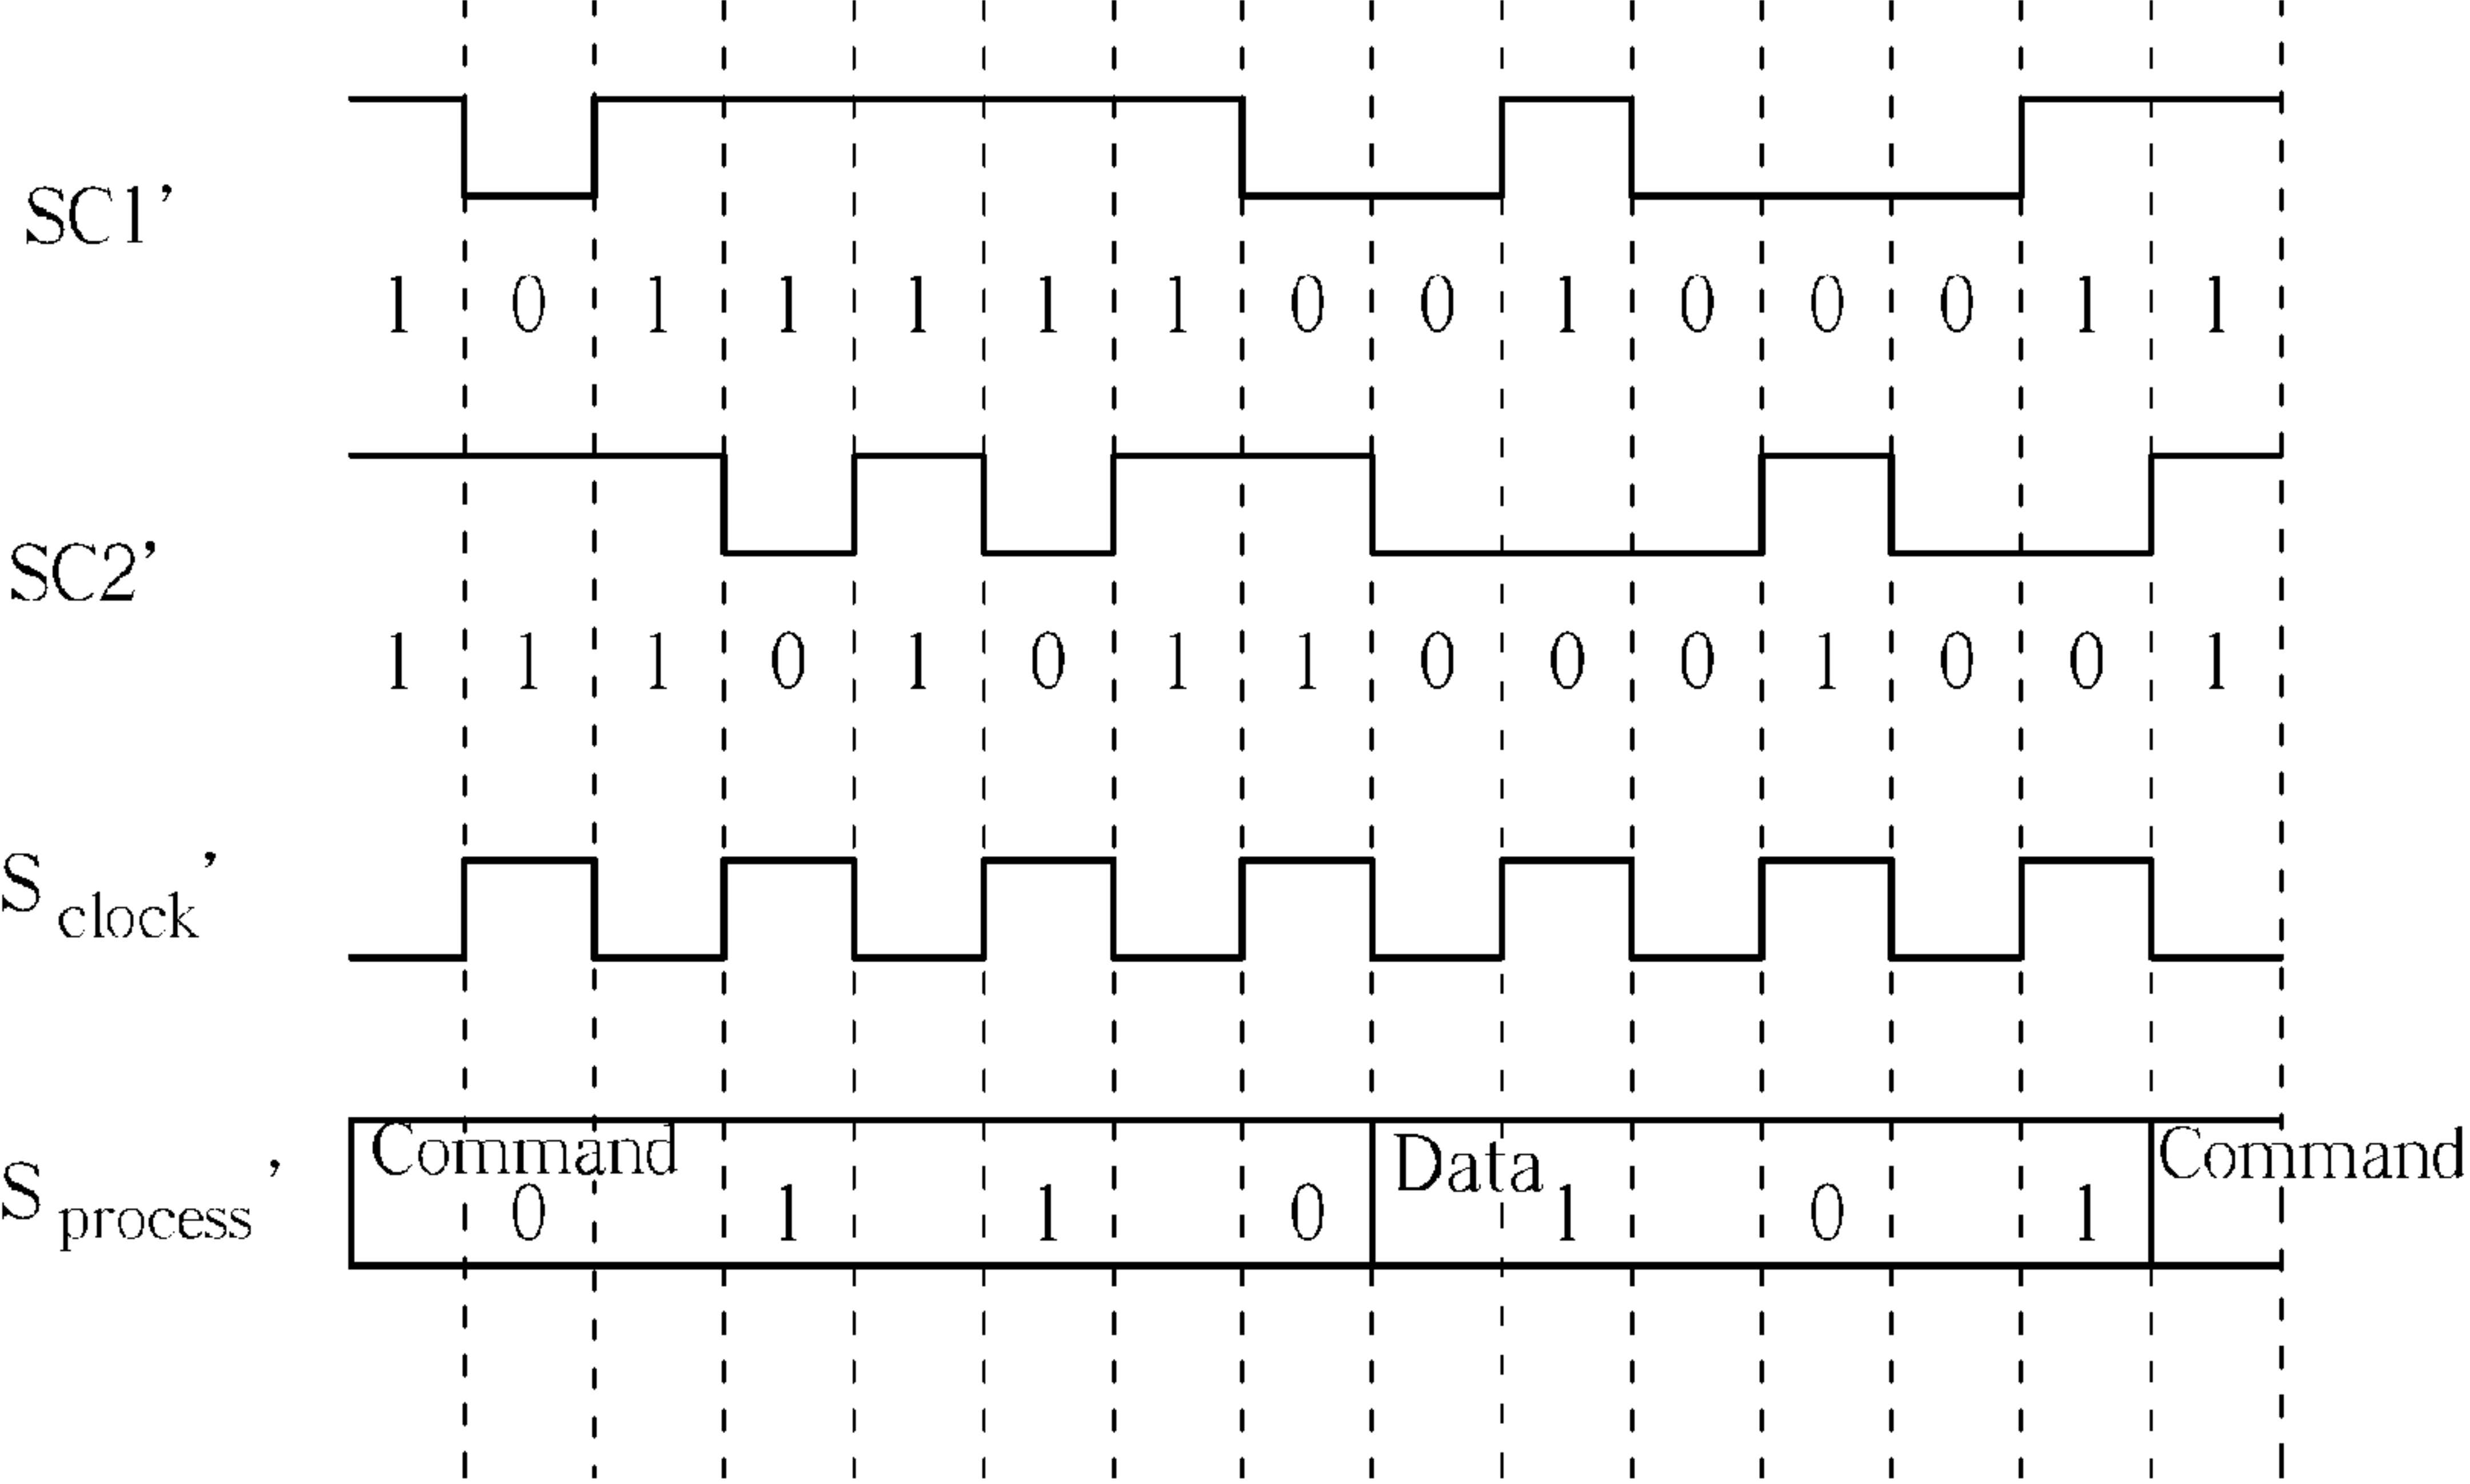 SC1’
1 0 1 1 1 1 1 0 0 1 0 0 0 1 1
SC2’
1 1 1 0 1 0 1 1 0 0 0 1 0 0 1
S clock’
S process’
Command Data Command
0 1 1 0 1 0 1